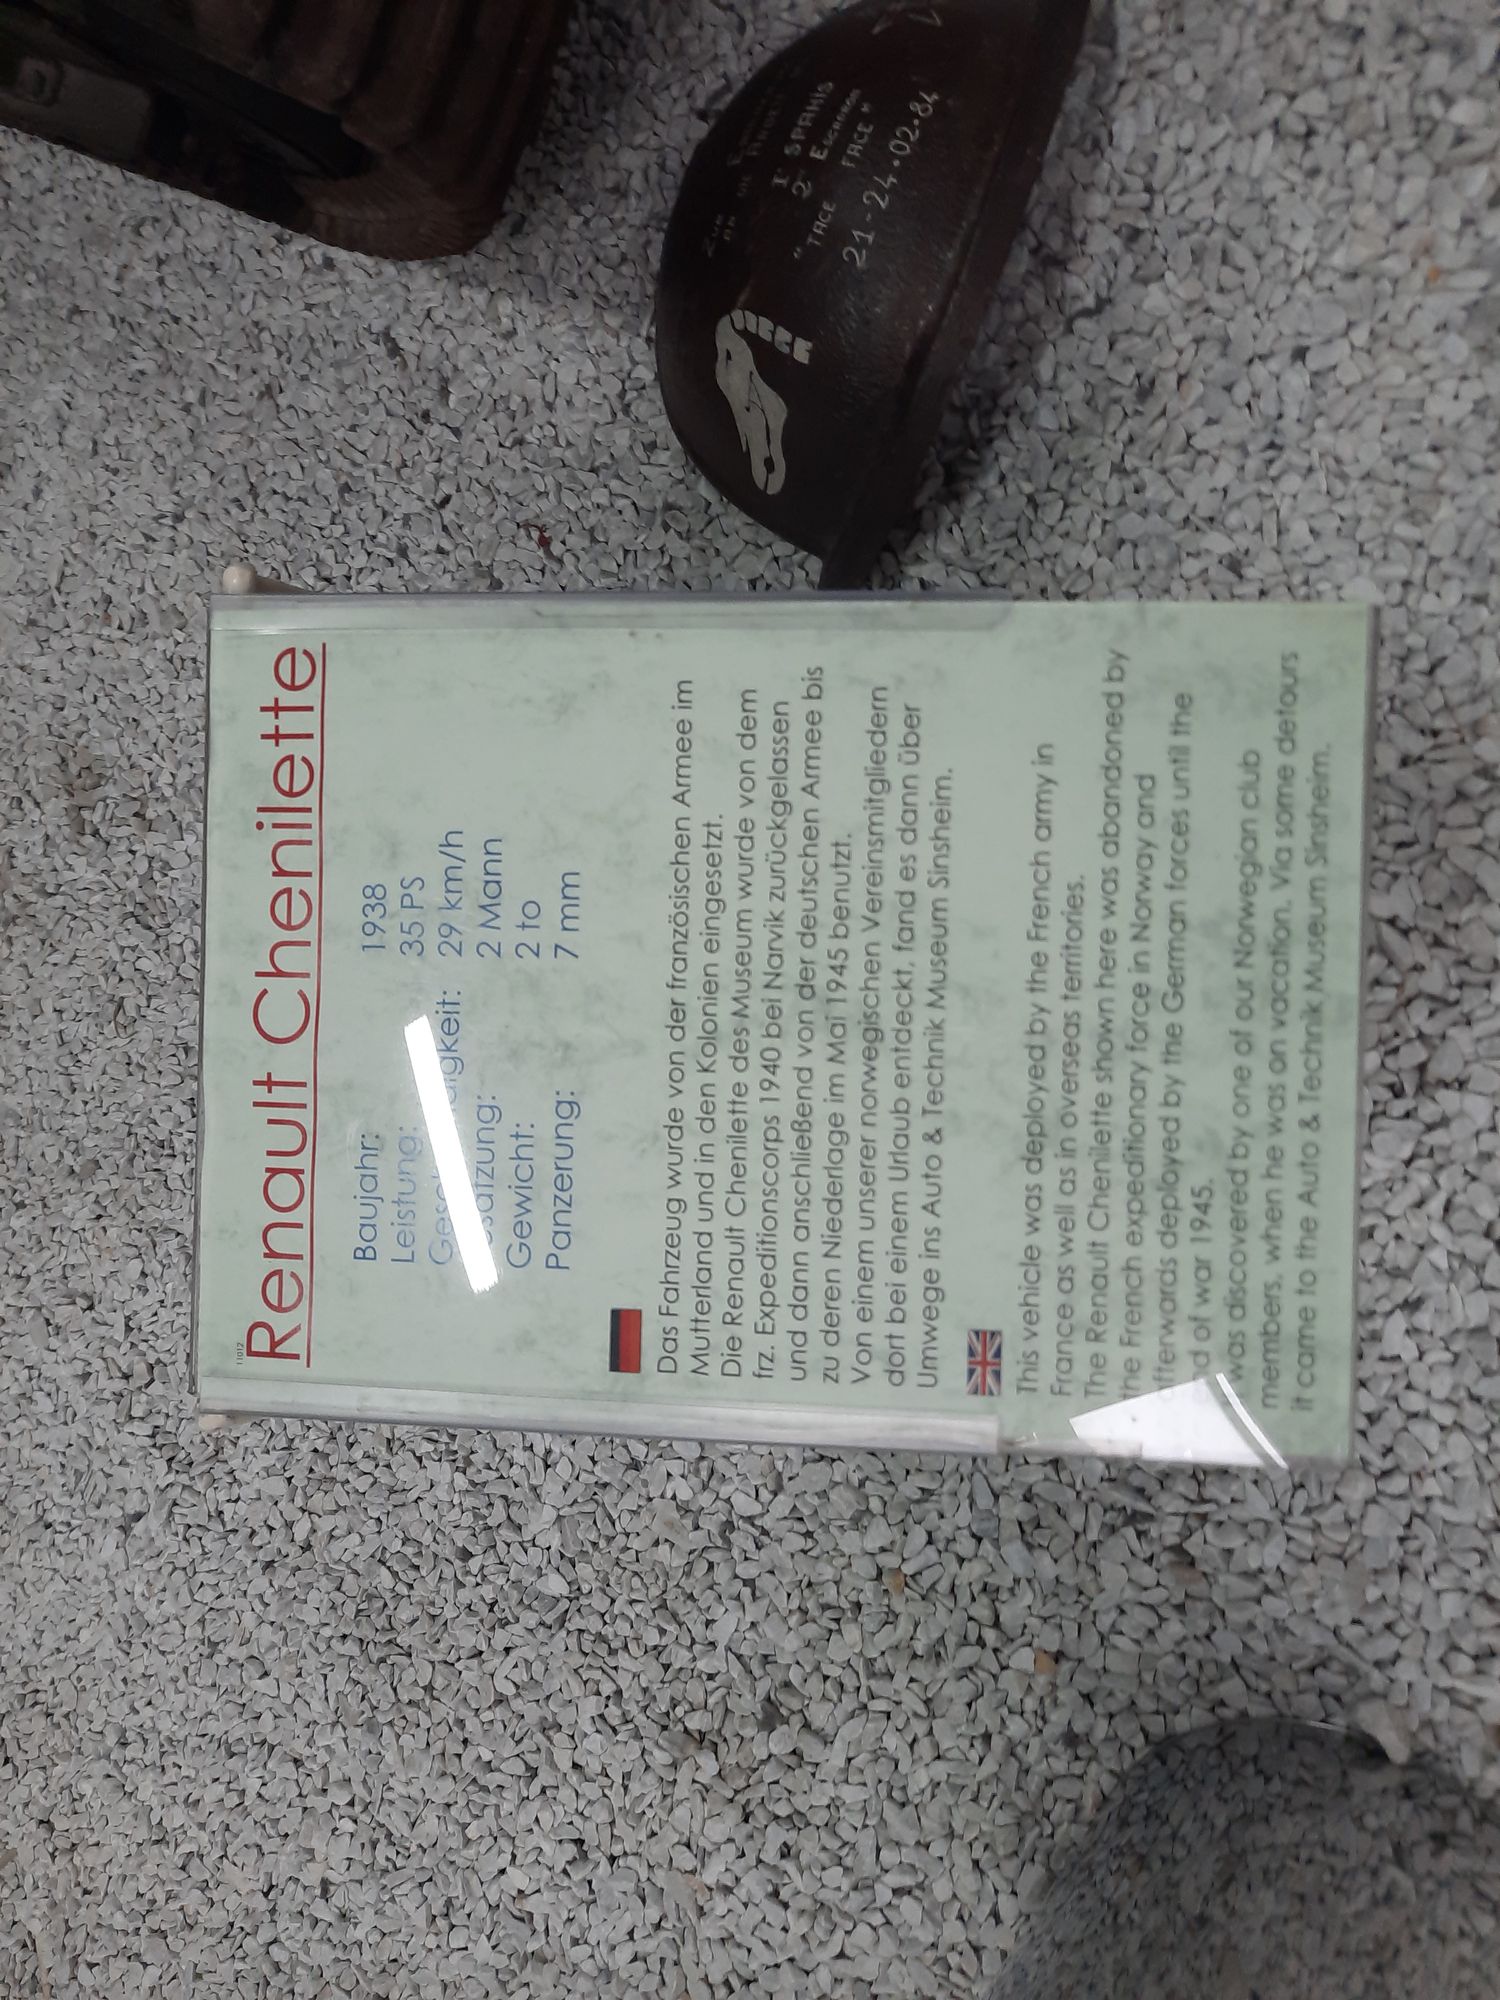 11012
Renault Chenilette
Baujahr: 1938
Leistung: 35 PS
29 km/h
2 Mann
Gewicht: 2 to
Panzerung: 7 mm
Das Fahrzeug wurde von der französischen Armee im
Mutterland und in den Kolonien eingesetzt.
Die Renault Chenilette des Museum wurde von dem
frz. Expeditionscorps 1940 bei Narvik zurückgelassen
und dann anschließend von der deutschen Armee bis
zu deren Niederlage im Mai 1945 benutzt.
Von einem unserer norwegischen Vereinsmitgliedern
dort bei einem Urlaub entdeckt, fand es dann über
Umwege ins Auto & Technik Museum Sinsheim.
This vehicle was deployed by the French army in
France as well as in overseas territories.
The Renault Chenilette shown here was abandoned by
the French expeditionary force in Norway and
afterwards deployed by the German forces until the
of war 1945.
was discovered by one of our Norwegian club
members, when he was on vacation. Via some detours
it came to the Auto & Technik Museum Sinsheim.
1° SPAHIS
2°
"TACE FACE"
21-24.02.84